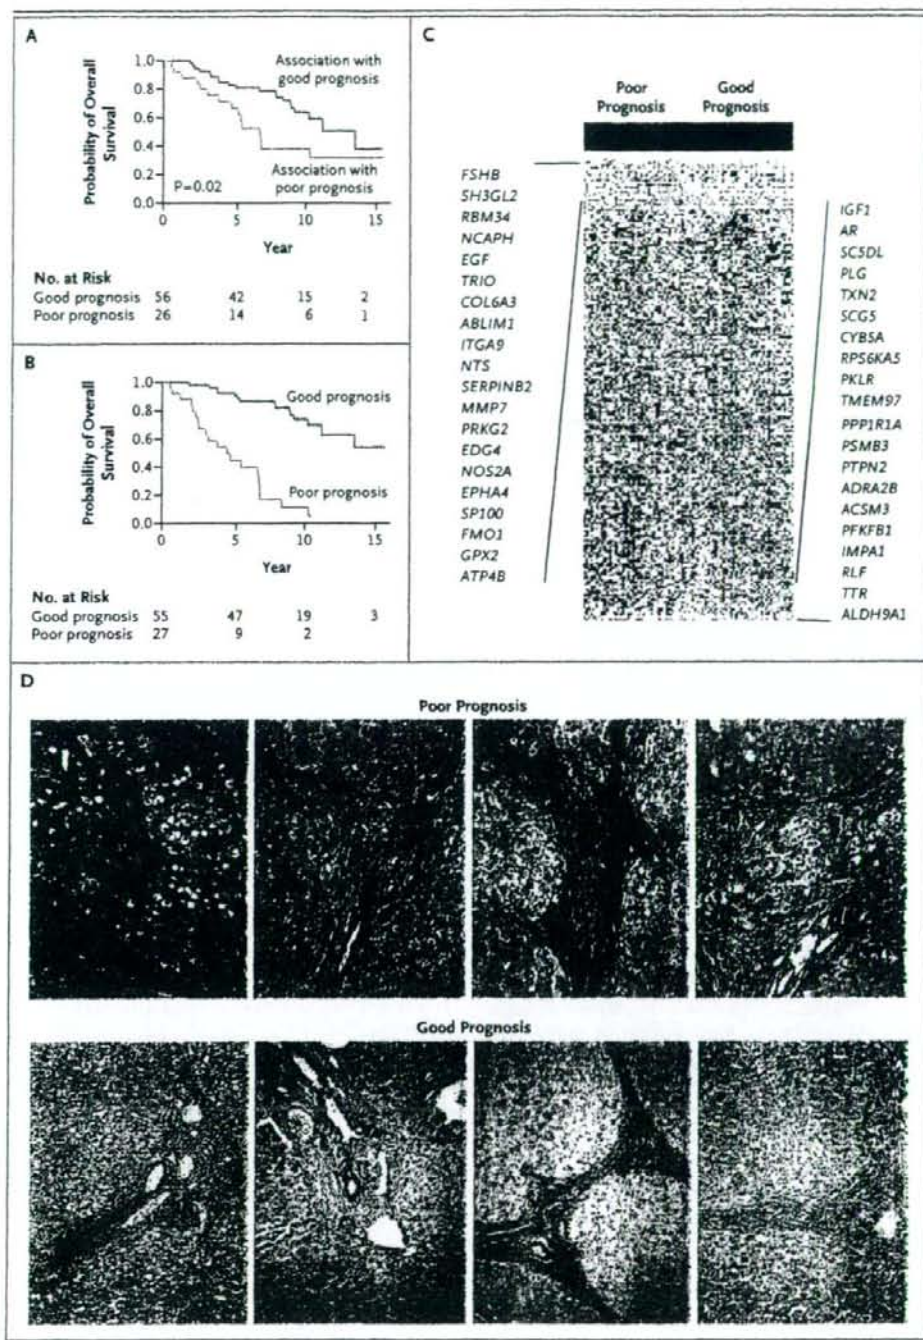 A
Probability of Overall
Survival
1.0
0.8
0.6
0.4
0.2
0.0
Association with
good prognosis
Association with
poor prognosis
P=0.02
0 5 10 15
Year
No. at Risk
Good prognosis 56 42 15 2
Poor prognosis 26 14 6 1
B
Probability of Overall
Survival
1.0
0.8
0.6
0.4
0.2
0.0
Good prognosis
Poor prognosis
0 5 10 15
Year
No. at Risk
Good prognosis 55 47 19 3
Poor prognosis 27 9 2
C
Poor
Prognosis
Good
Prognosis
FSHB
SH3GL2
RBM34
NCAPH
EGF
TRIO
COL6A3
ABLIM1
ITGA9
NTS
SERPINB2
MMP7
PRKG2
EDG4
NOS2A
EPHA4
SP100
FMO1
GPX2
ATP4B
IGF1
AR
SC5DL
PLG
TXN2
SCG5
CYB5A
RPS6KA5
PKLR
TMEM97
PPP1R1A
PSMB3
PTPN2
ADRA2B
ACSM3
PFKFB1
IMPA1
RLF
TTR
ALDH9A1
D
Poor Prognosis
Good Prognosis